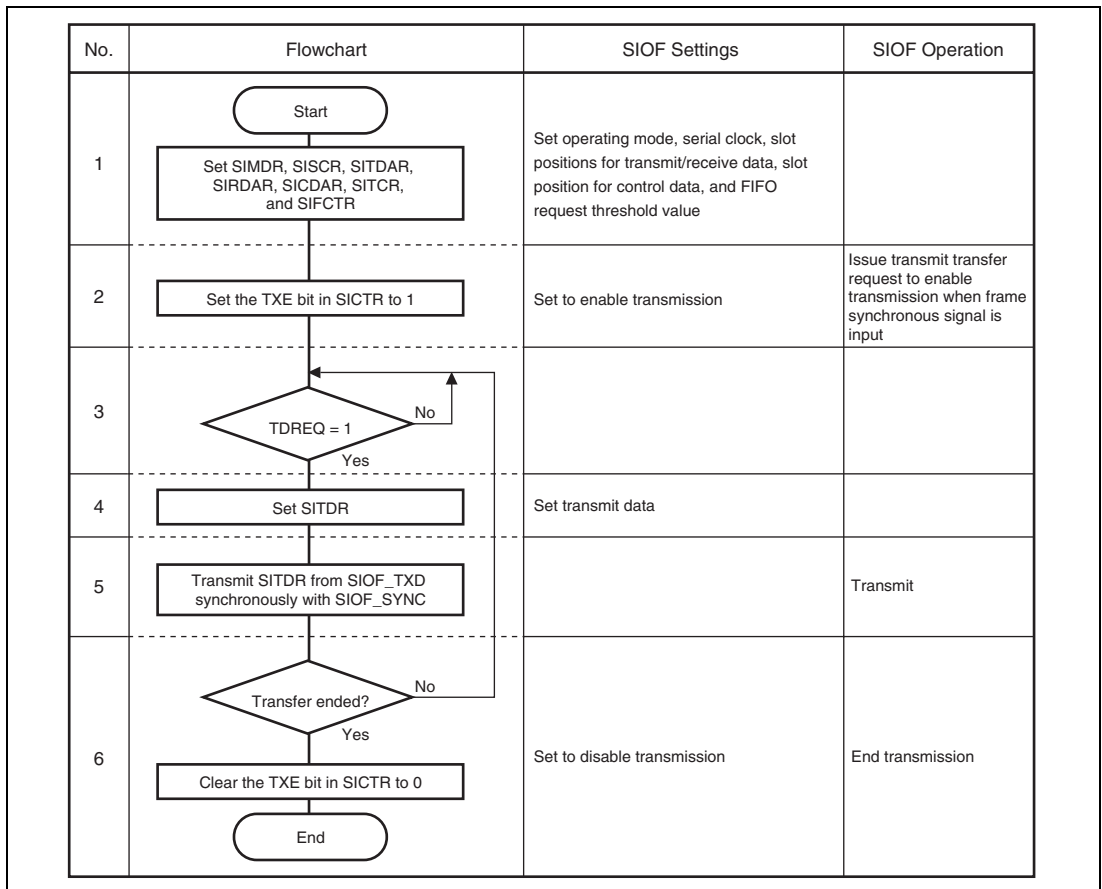 No.
Flowchart
SIOF Settings
SIOF Operation
1
Start
Set SIMDR, SISCR, SITDAR,
SIRDAR, SICDAR, SITCR,
and SIFCTR
Set operating mode, serial clock, slot
positions for transmit/receive data, slot
position for control data, and FIFO
request threshold value
2
Set the TXE bit in SICTR to 1
Set to enable transmission
Issue transmit transfer
request to enable
transmission when frame
synchronous signal is
input
3
TDREQ = 1
No
Yes
4
Set SITDR
Set transmit data
5
Transmit SITDR from SIOF_TXD
synchronously with SIOF_SYNC
Transmit
6
Transfer ended?
No
Yes
Clear the TXE bit in SICTR to 0
End
Set to disable transmission
End transmission